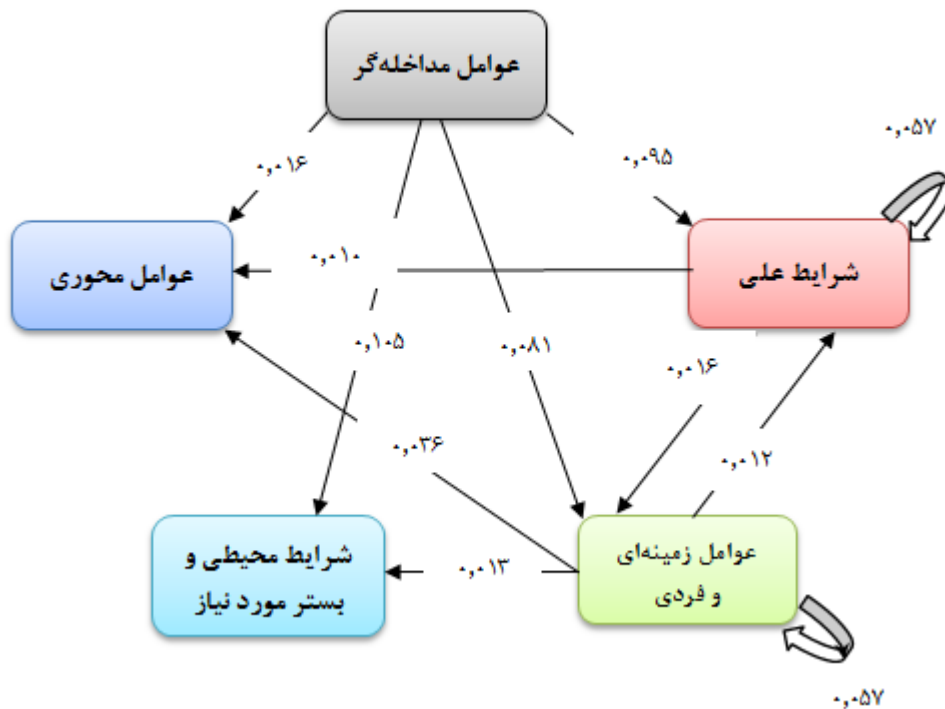 عوامل مداخله‌گر
۰,۰۵۷
۰,۰۱۶
۰,۰۹۵
عوامل محوری
۰,۰۱۰
شرایط علی
۰,۱۰۵
۰,۰۸۱
۰,۰۱۶
۰,۰۳۶
۰,۰۱۲
شرایط محیطی و
بستر مورد نیاز
۰,۰۱۳
عوامل زمینه‌ای
و فردی
۰,۰۵۷